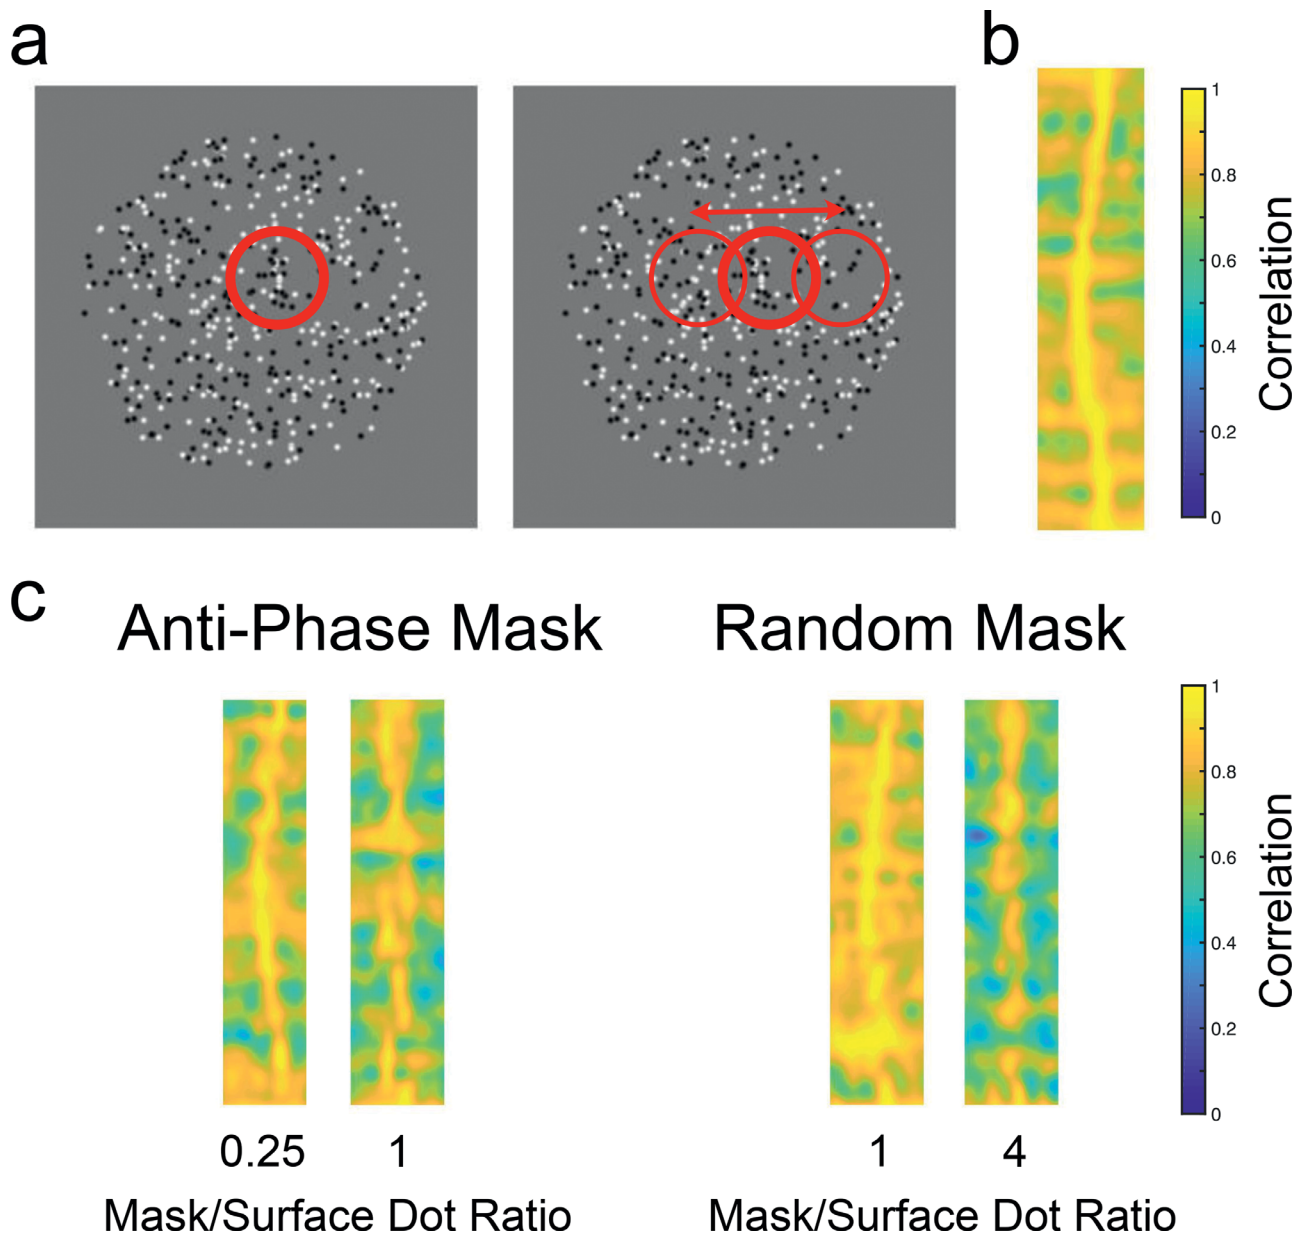 a
b
1
0.8
0.6
0.4
0.2
0
Correlation
c
Anti-Phase Mask
Random Mask
1
0.8
0.6
0.4
0.2
0
Correlation
0.25
1
1
4
Mask/Surface Dot Ratio
Mask/Surface Dot Ratio